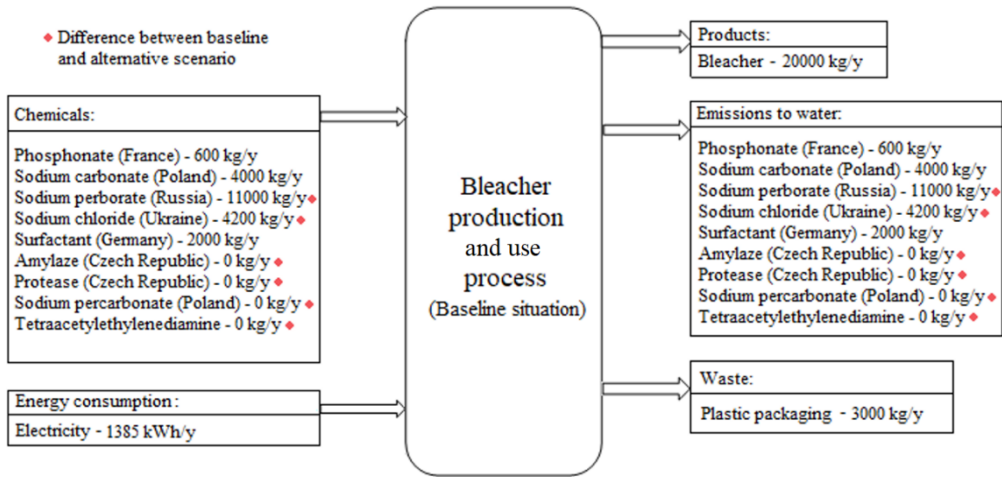 ◆ Difference between baseline
and alternative scenario
Chemicals:
Phosphonate (France) - 600 kg/y
Sodium carbonate (Poland) - 4000 kg/y
Sodium perborate (Russia) - 11000 kg/y ◆
Sodium chloride (Ukraine) - 4200 kg/y ◆
Surfactant (Germany) - 2000 kg/y
Amylaze (Czech Republic) - 0 kg/y ◆
Protease (Czech Republic) - 0 kg/y ◆
Sodium percarbonate (Poland) - 0 kg/y ◆
Tetraacetylethylenediamine - 0 kg/y ◆
Energy consumption :
Electricity - 1385 kWh/y
Bleacher
production
and use
process
(Baseline situation)
Products:
Bleacher - 20000 kg/y
Emissions to water:
Phosphonate (France) - 600 kg/y
Sodium carbonate (Poland) - 4000 kg/y
Sodium perborate (Russia) - 11000 kg/y ◆
Sodium chloride (Ukraine) - 4200 kg/y ◆
Surfactant (Germany) - 2000 kg/y
Amylaze (Czech Republic) - 0 kg/y ◆
Protease (Czech Republic) - 0 kg/y ◆
Sodium percarbonate (Poland) - 0 kg/y ◆
Tetraacetylethylenediamine - 0 kg/y ◆
Waste:
Plastic packaging - 3000 kg/y